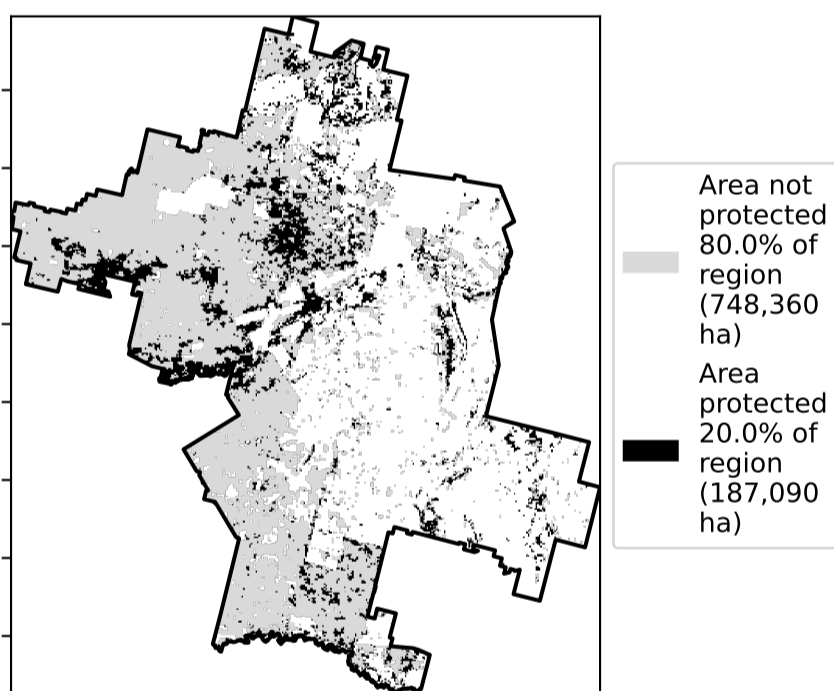 Area not
protected
80.0% of
region
(748,360
ha)
Area
protected
20.0% of
region
(187,090
ha)